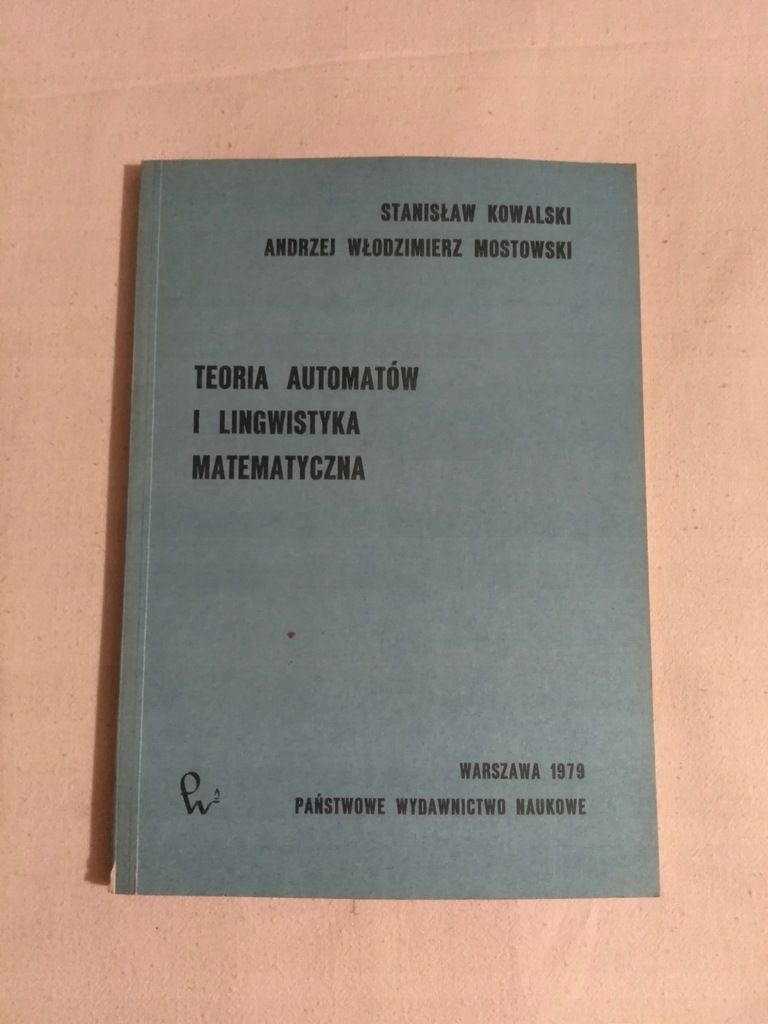 STANISŁAW KOWALSKI
ANDRZEJ WŁODZIMIERZ MOSTOWSKI
TEORIA AUTOMATÓW
I LINGWISTYKA
MATEMATYCZNA
WARSZAWA 1979
PAŃSTWOWE WYDAWNICTWO NAUKOWE